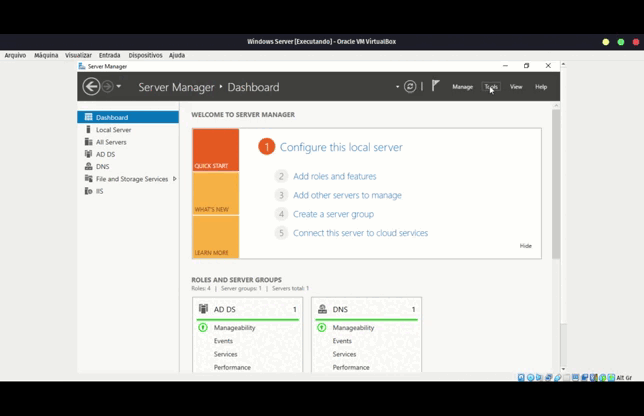 Windows Server [Executando] - Oracle VM VirtualBox
Arquivo Máquina Visualizar Entrada Dispositivos Ajuda
Server Manager
Server Manager • Dashboard
Manage Tools View Help
Dashboard
Local Server
All Servers
AD DS
DNS
File and Storage Services
IIS
WELCOME TO SERVER MANAGER
QUICK START
WHAT'S NEW
LEARN MORE
1 Configure this local server
2 Add roles and features
3 Add other servers to manage
4 Create a server group
5 Connect this server to cloud services
Hide
ROLES AND SERVER GROUPS
Roles: 4 | Server groups: 1 | Servers total: 1
AD DS 1
Manageability
Events
Services
Performance
DNS 1
Manageability
Events
Services
Performance
Alt Gr